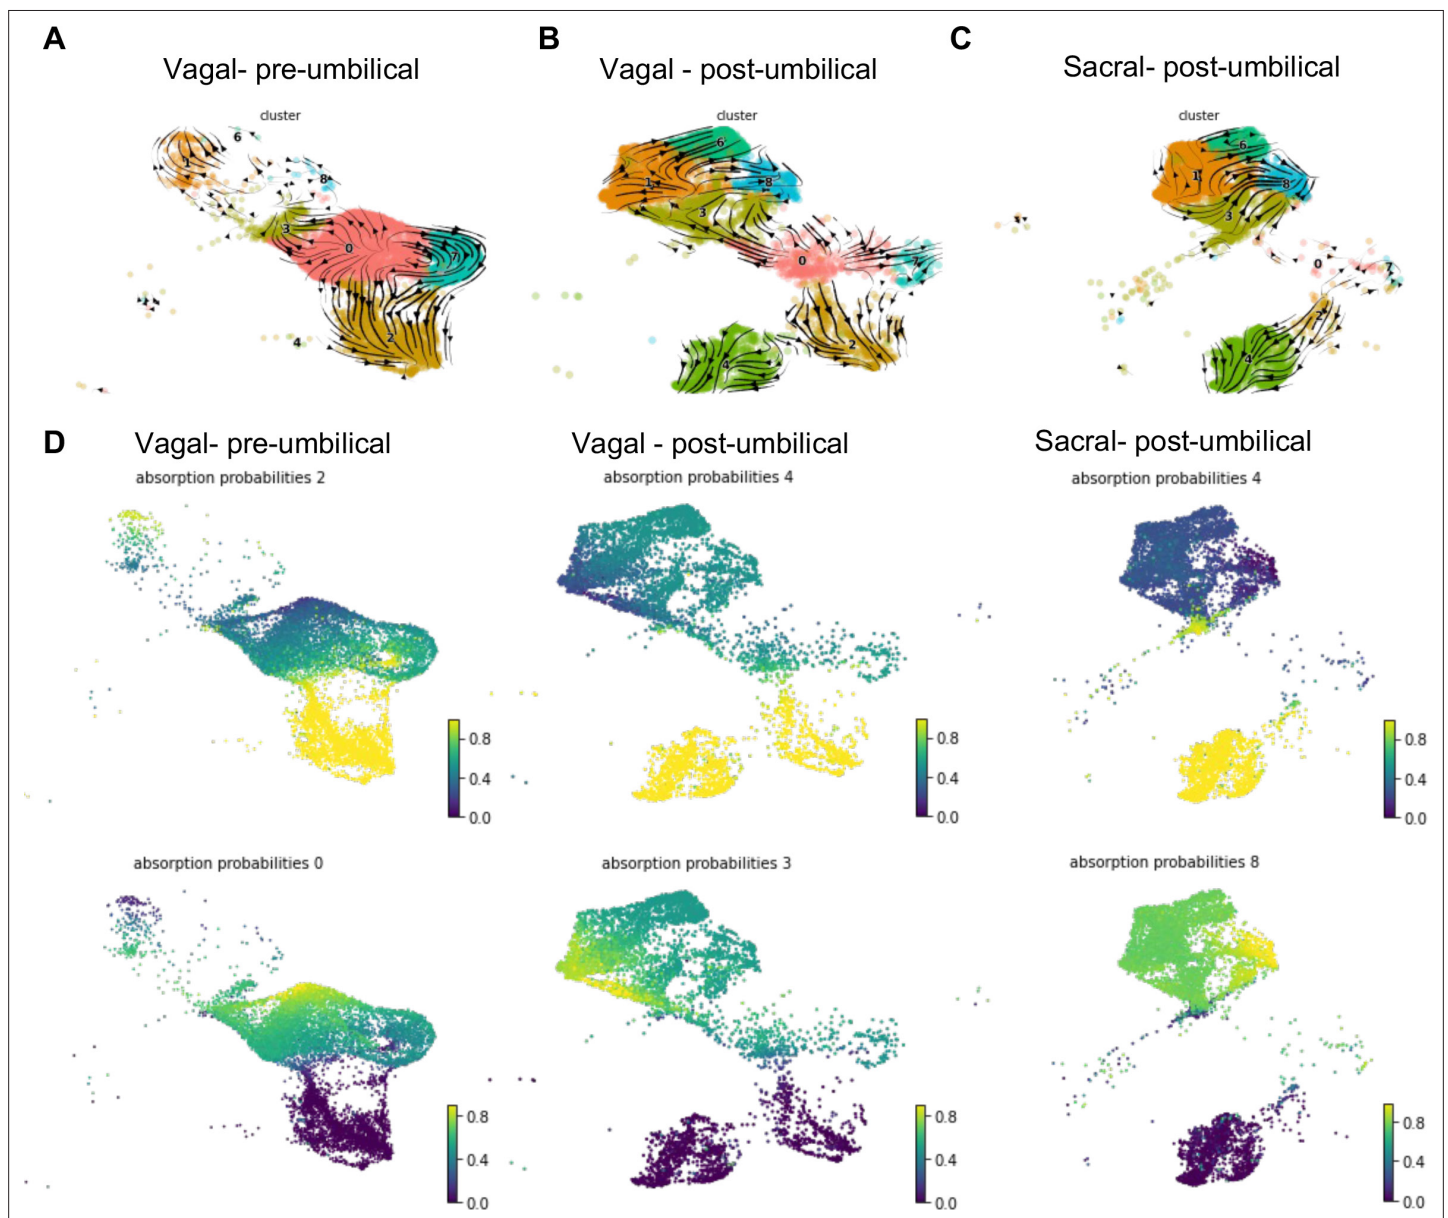 A
B
C
Vagal- pre-umbilical
Vagal - post-umbilical
Sacral- post-umbilical
cluster
cluster
cluster
6
1
8
3
0
7
2
4
6
1
8
3
0
7
2
4
6
1
8
3
0
7
2
4
D
Vagal- pre-umbilical
Vagal - post-umbilical
Sacral- post-umbilical
absorption probabilities 2
absorption probabilities 4
absorption probabilities 4
0.8
0.4
0.0
0.8
0.4
0.0
0.8
0.4
0.0
absorption probabilities 0
absorption probabilities 3
absorption probabilities 8
0.8
0.4
0.0
0.8
0.4
0.0
0.8
0.4
0.0